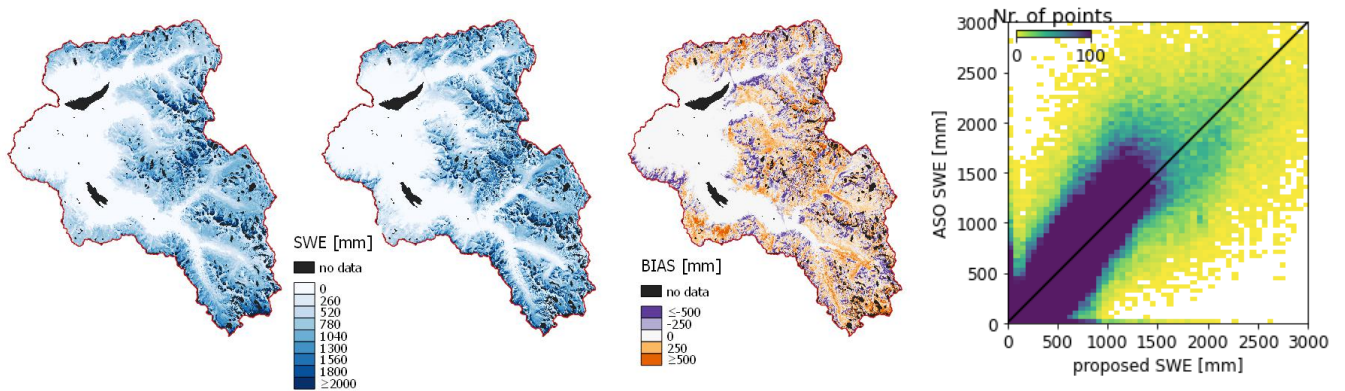 SWE [mm]
no data
0
260
520
780
1040
1300
1560
1800
≥2000
BIAS [mm]
no data
≤-500
-250
0
250
≥500
Nr. of points
0 100
3000
2500
2000
1500
1000
500
0
ASO SWE [mm]
0 500 1000 1500 2000 2500 3000
proposed SWE [mm]